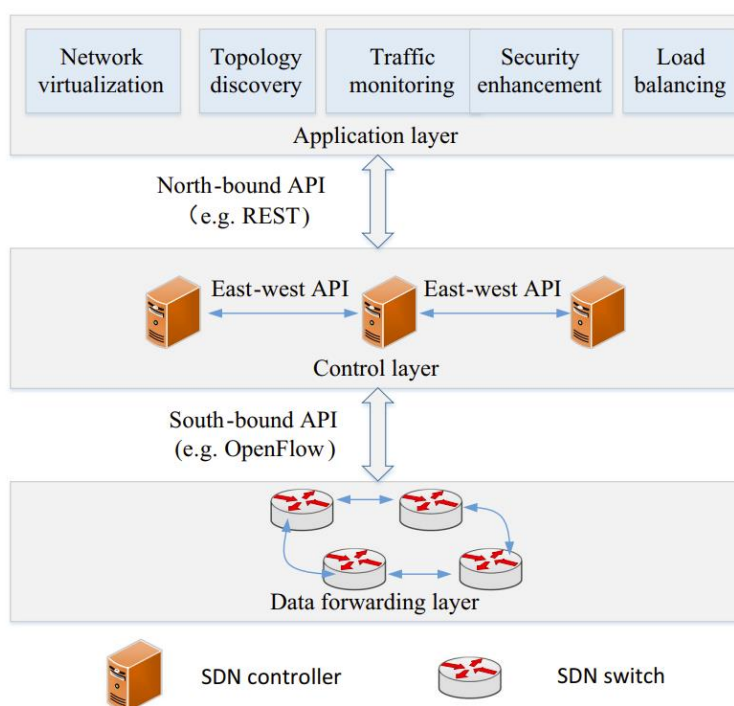 Network
virtualization
Topology
discovery
Traffic
monitoring
Security
enhancement
Load
balancing
Application layer
North-bound API
（e.g. REST）
East-west API
East-west API
Control layer
South-bound API
(e.g. OpenFlow)
Data forwarding layer
SDN controller
SDN switch